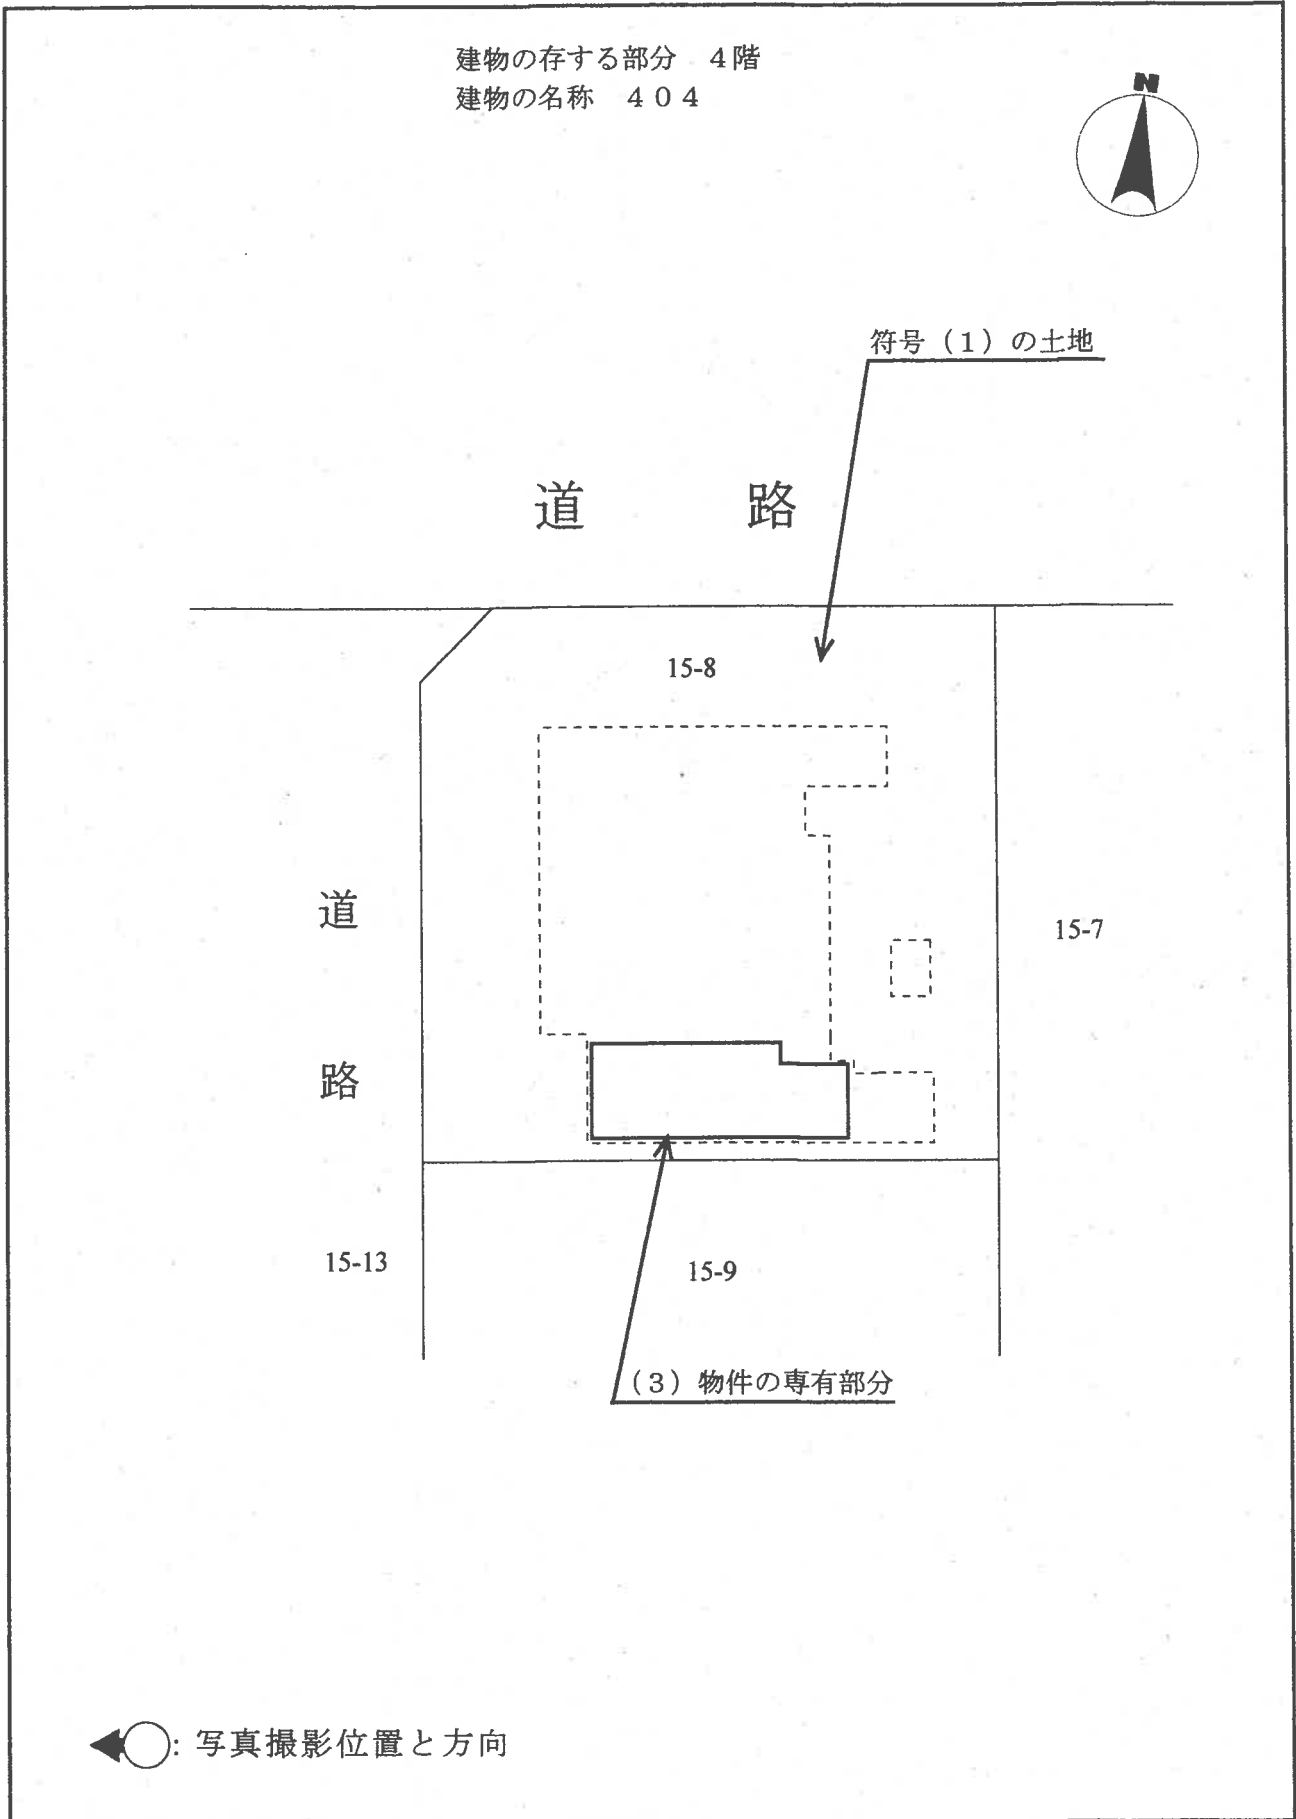 建物の存する部分　４階
建物の名称　４０４
N
符号（１）の土地
道　路
15-8
道
路
15-7
15-13
15-9
（３）物件の専有部分
：写真撮影位置と方向